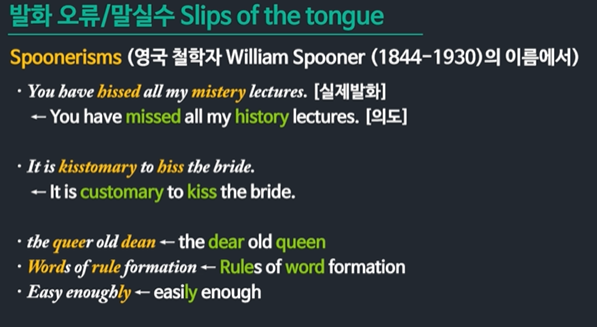 발화 오류/말실수 Slips of the tongue
Spoonerisms (영국 철학자 William Spooner (1844-1930)의 이름에서)
· You have hissed all my mistery lectures. [실제발화]
← You have missed all my history lectures. [의도]
· It is kisstomary to hiss the bride.
← It is customary to kiss the bride.
· the queer old dean ← the dear old queen
· Words of rule formation ← Rules of word formation
· Easy enoughly ← easily enough